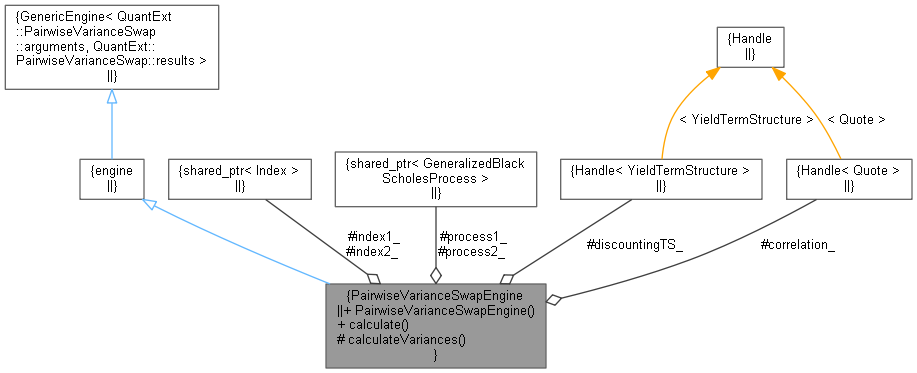 {GenericEngine< QuantExt
::PairwiseVarianceSwap
::arguments, QuantExt::
PairwiseVarianceSwap::results >
||}
{Handle
||}
< YieldTermStructure >
< Quote >
{engine
||}
{shared_ptr< Index >
||}
{shared_ptr< GeneralizedBlack
ScholesProcess >
||}
{Handle< YieldTermStructure >
||}
{Handle< Quote >
||}
#index1_
#index2_
#process1_
#process2_
#discountingTS_
#correlation_
{PairwiseVarianceSwapEngine
||+ PairwiseVarianceSwapEngine()
+ calculate()
# calculateVariances()
}